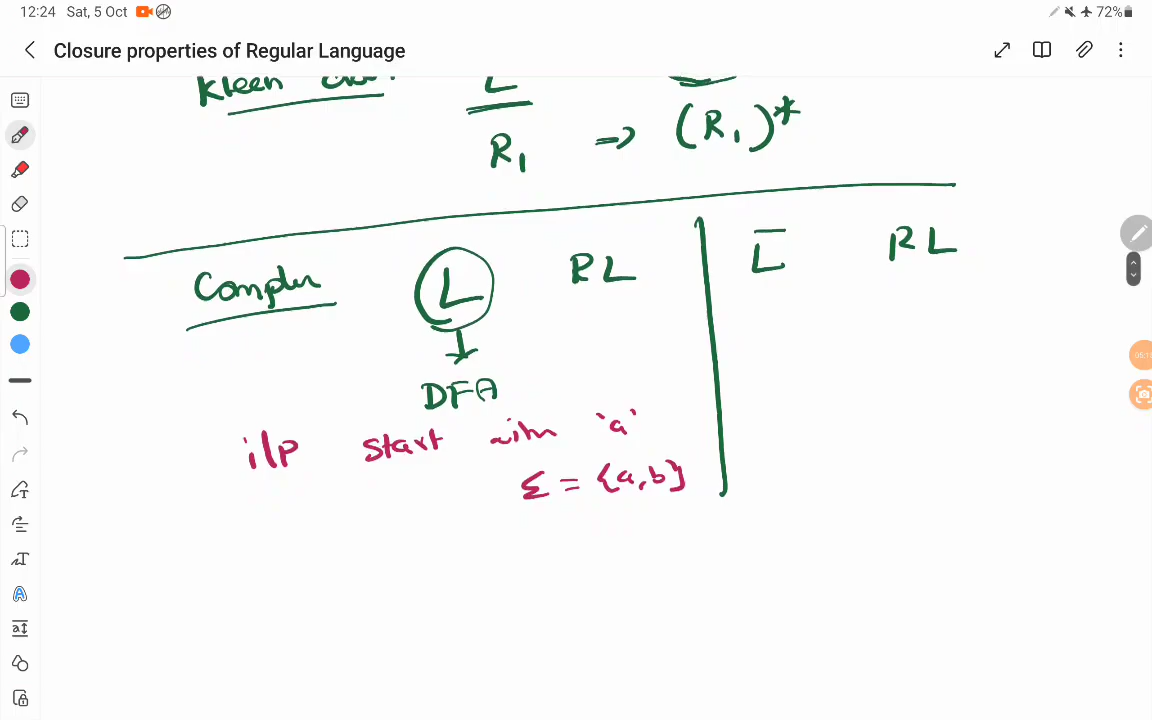 12:24 Sat, 5 Oct 72%
Closure properties of Regular Language
Kleen L
R₁ => (R₁)*
Complm L RL L̅ RL
DFA
i/p start with 'a'
Σ = {a,b}